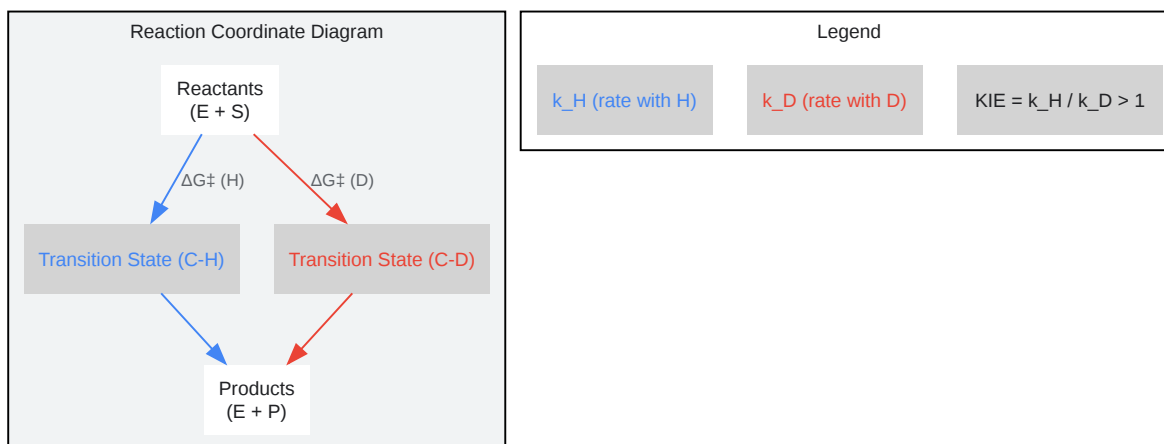 Reaction Coordinate Diagram
Reactants
(E + S)
ΔG‡ (H)
ΔG‡ (D)
Transition State (C-H)
Transition State (C-D)
Products
(E + P)
Legend
k_H (rate with H)
k_D (rate with D)
KIE = k_H / k_D > 1